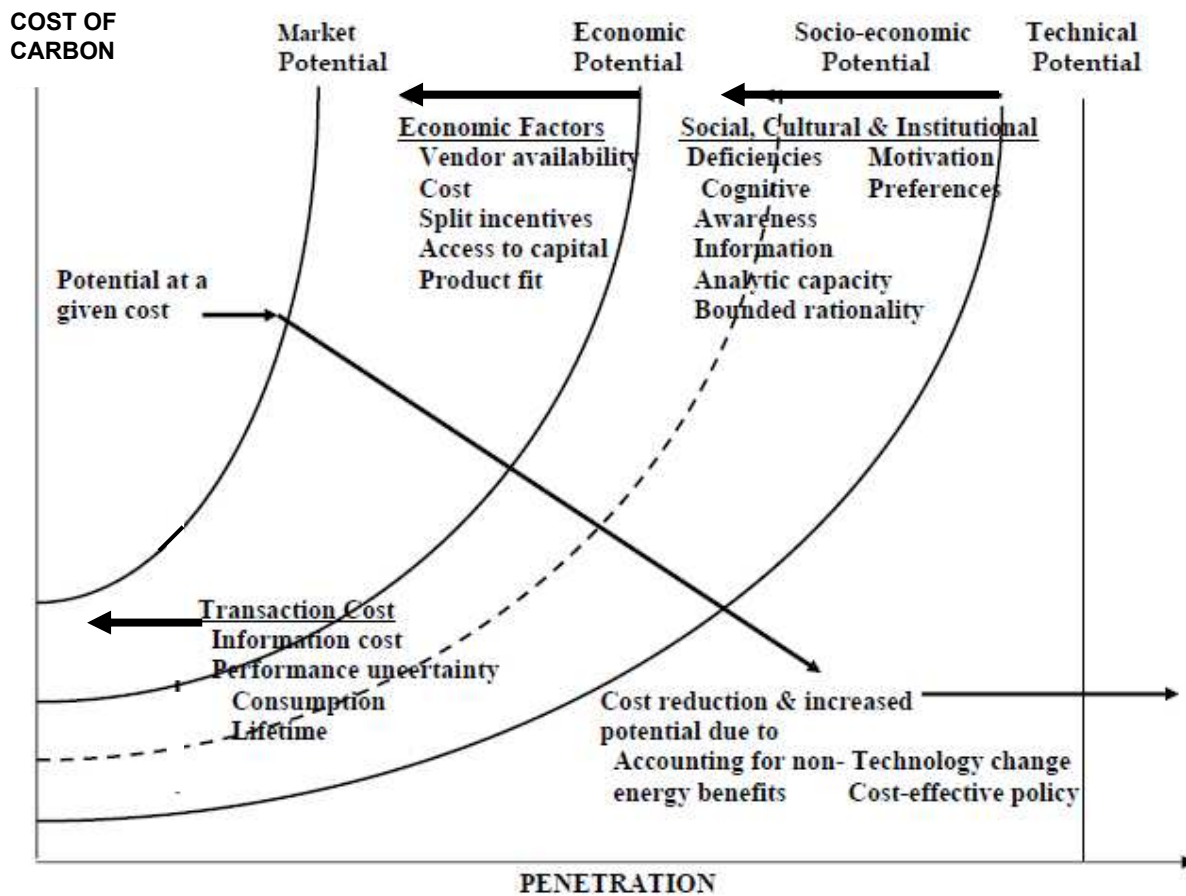 COST OF
CARBON
Market
Potential
Economic
Potential
Socio-economic
Potential
Technical
Potential
Economic Factors
Vendor availability
Cost
Split incentives
Access to capital
Product fit
Social, Cultural & Institutional
Deficiencies Motivation
Cognitive Preferences
Awareness
Information
Analytic capacity
Bounded rationality
Potential at a
given cost
Transaction Cost
Information cost
Performance uncertainty
Consumption
Lifetime
Cost reduction & increased
potential due to
Accounting for non- Technology change
energy benefits Cost-effective policy
PENETRATION